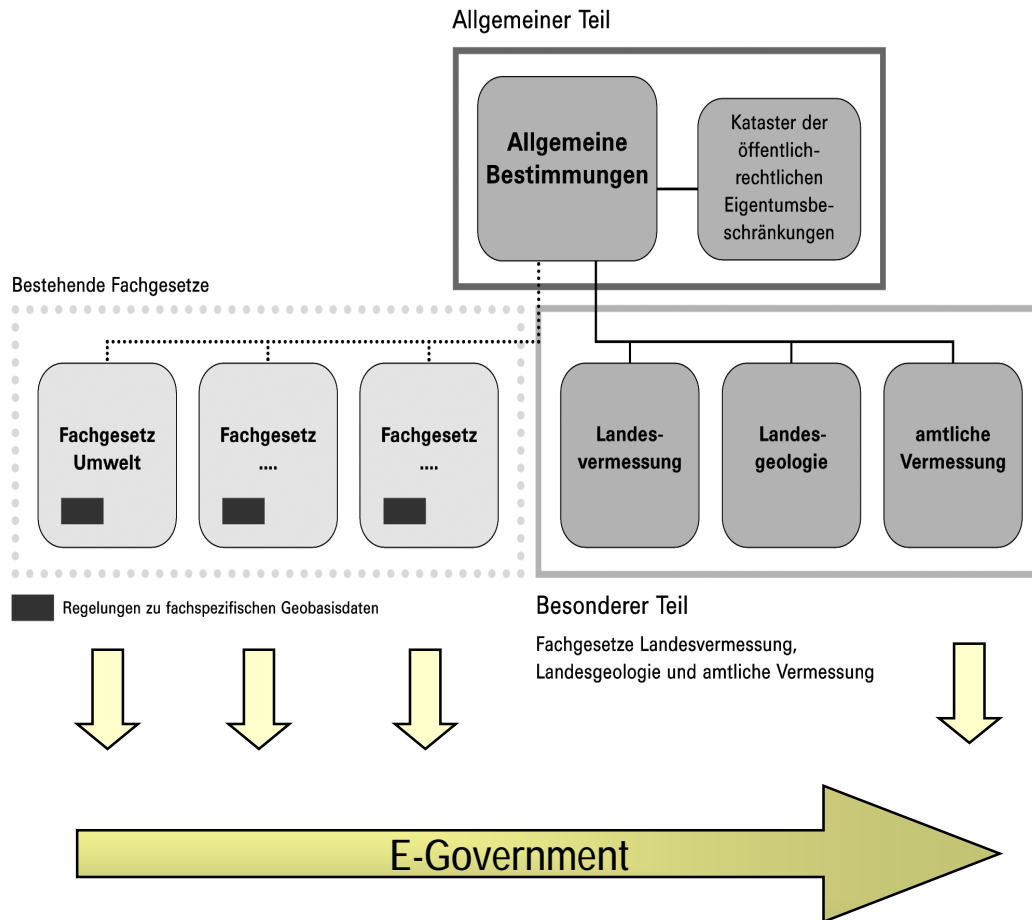 Allgemeiner Teil
Allgemeine
Bestimmungen
Kataster der
öffentlich-
rechtlichen
Eigentumsbe-
schränkungen
Bestehende Fachgesetze
Fachgesetz
Umwelt
Fachgesetz
....
Fachgesetz
....
Landes-
vermessung
Landes-
geologie
amtliche
Vermessung
Regelungen zu fachspezifischen Geobasisdaten
Besonderer Teil
Fachgesetze Landesvermessung,
Landesgeologie und amtliche Vermessung
E-Government